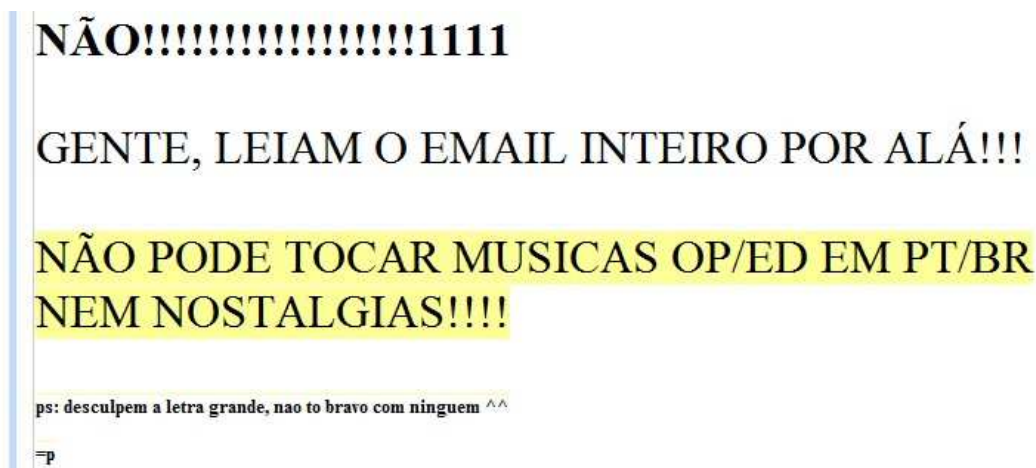 NÃO!!!!!!!!!!!!!!!!!1111
GENTE, LEIAM O EMAIL INTEIRO POR ALÁ!!!
NÃO PODE TOCAR MUSICAS OP/ED EM PT/BR
NEM NOSTALGIAS!!!!
ps: desculpem a letra grande, nao to bravo com ninguem ^^
=p